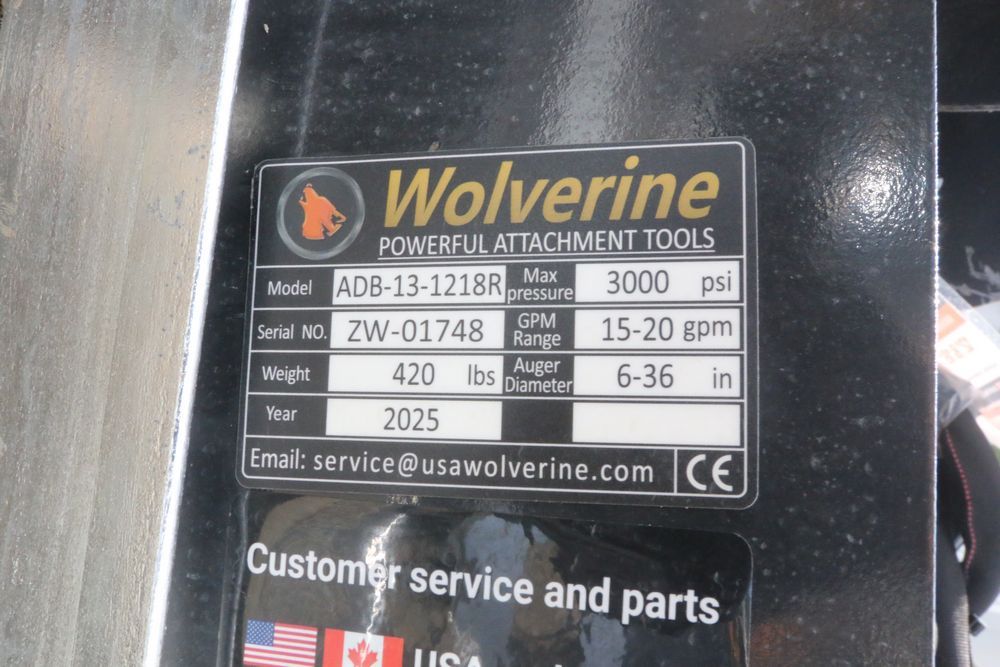 Wolverine
POWERFUL ATTACHMENT TOOLS
Model ADB-13-1218R Max pressure 3000 psi
Serial NO. ZW-01748 GPM Range 15-20 gpm
Weight 420 lbs Auger Diameter 6-36 in
Year 2025
Email: service@usawolverine.com CE
Customer service and parts
USA